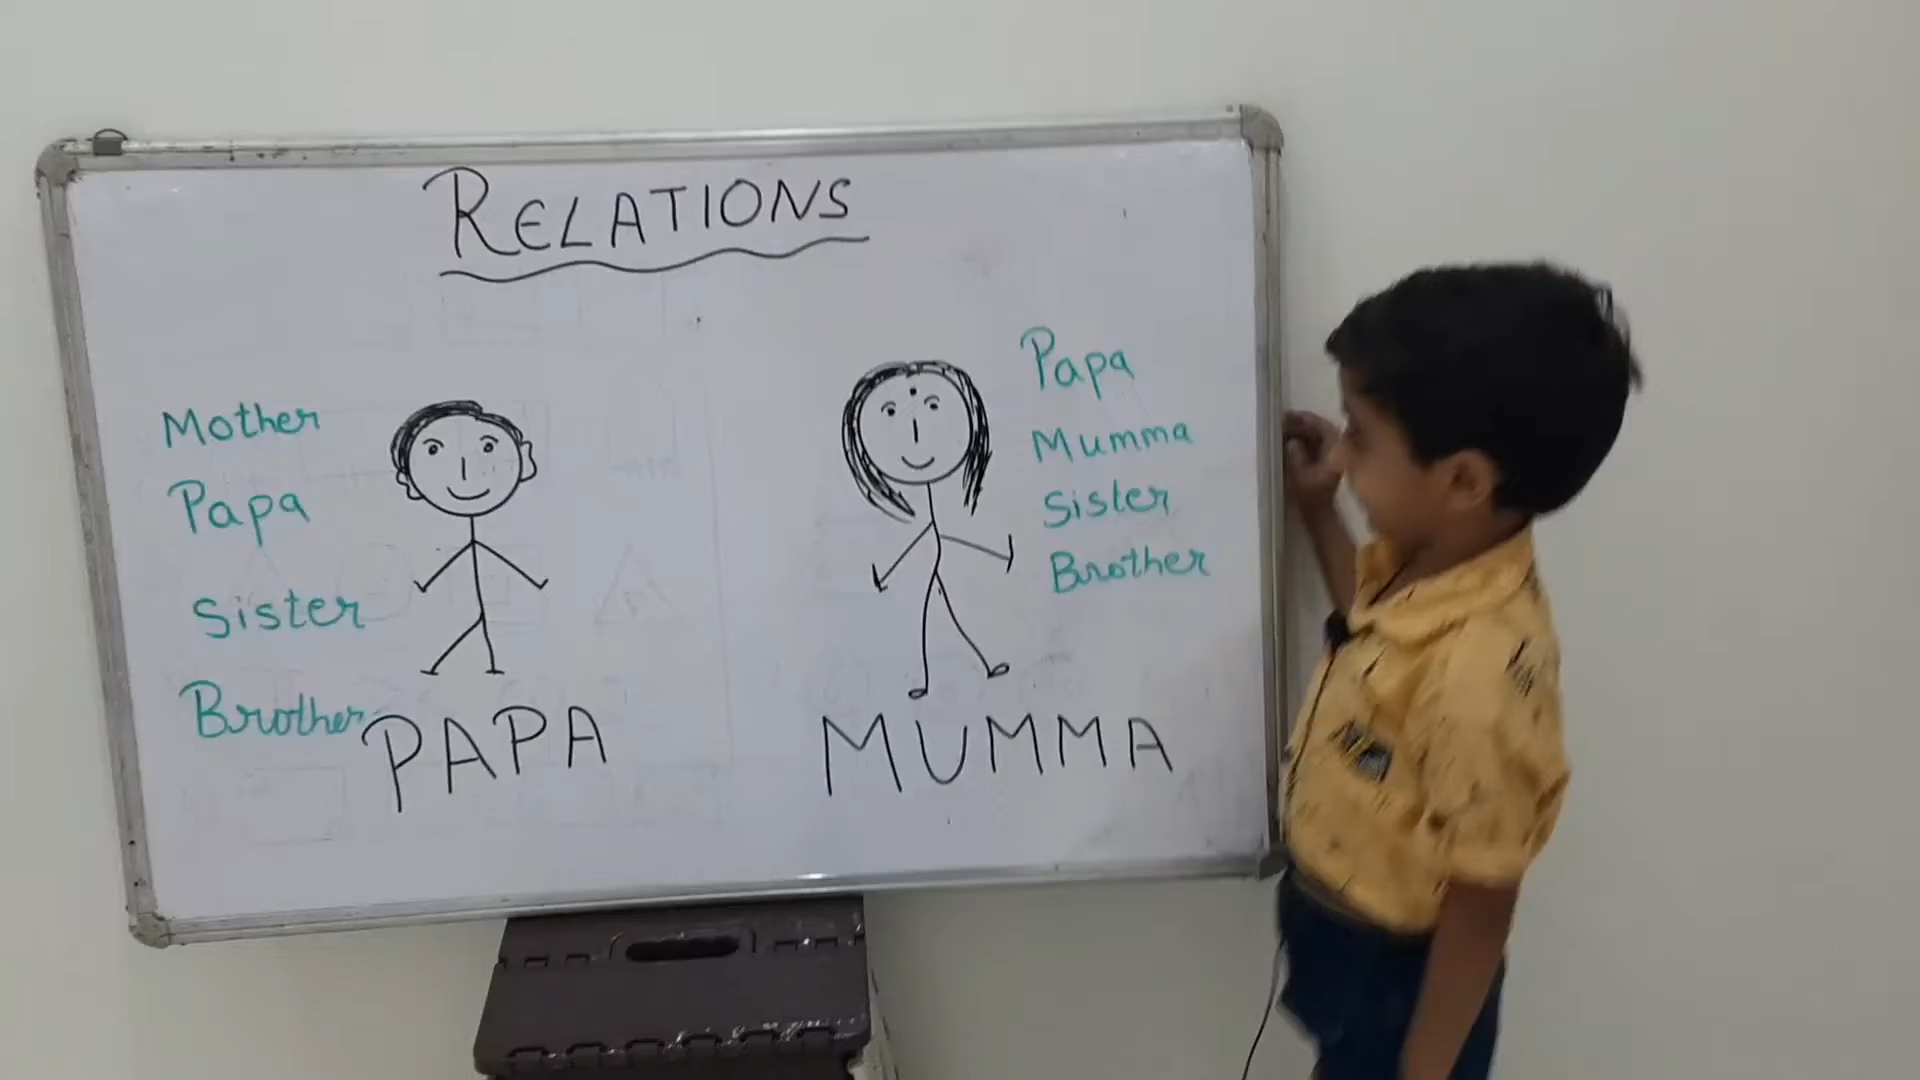 RELATIONS
Mother
Papa
Sister
Brother
PAPA
Papa
Mumma
Sister
Brother
MUMMA